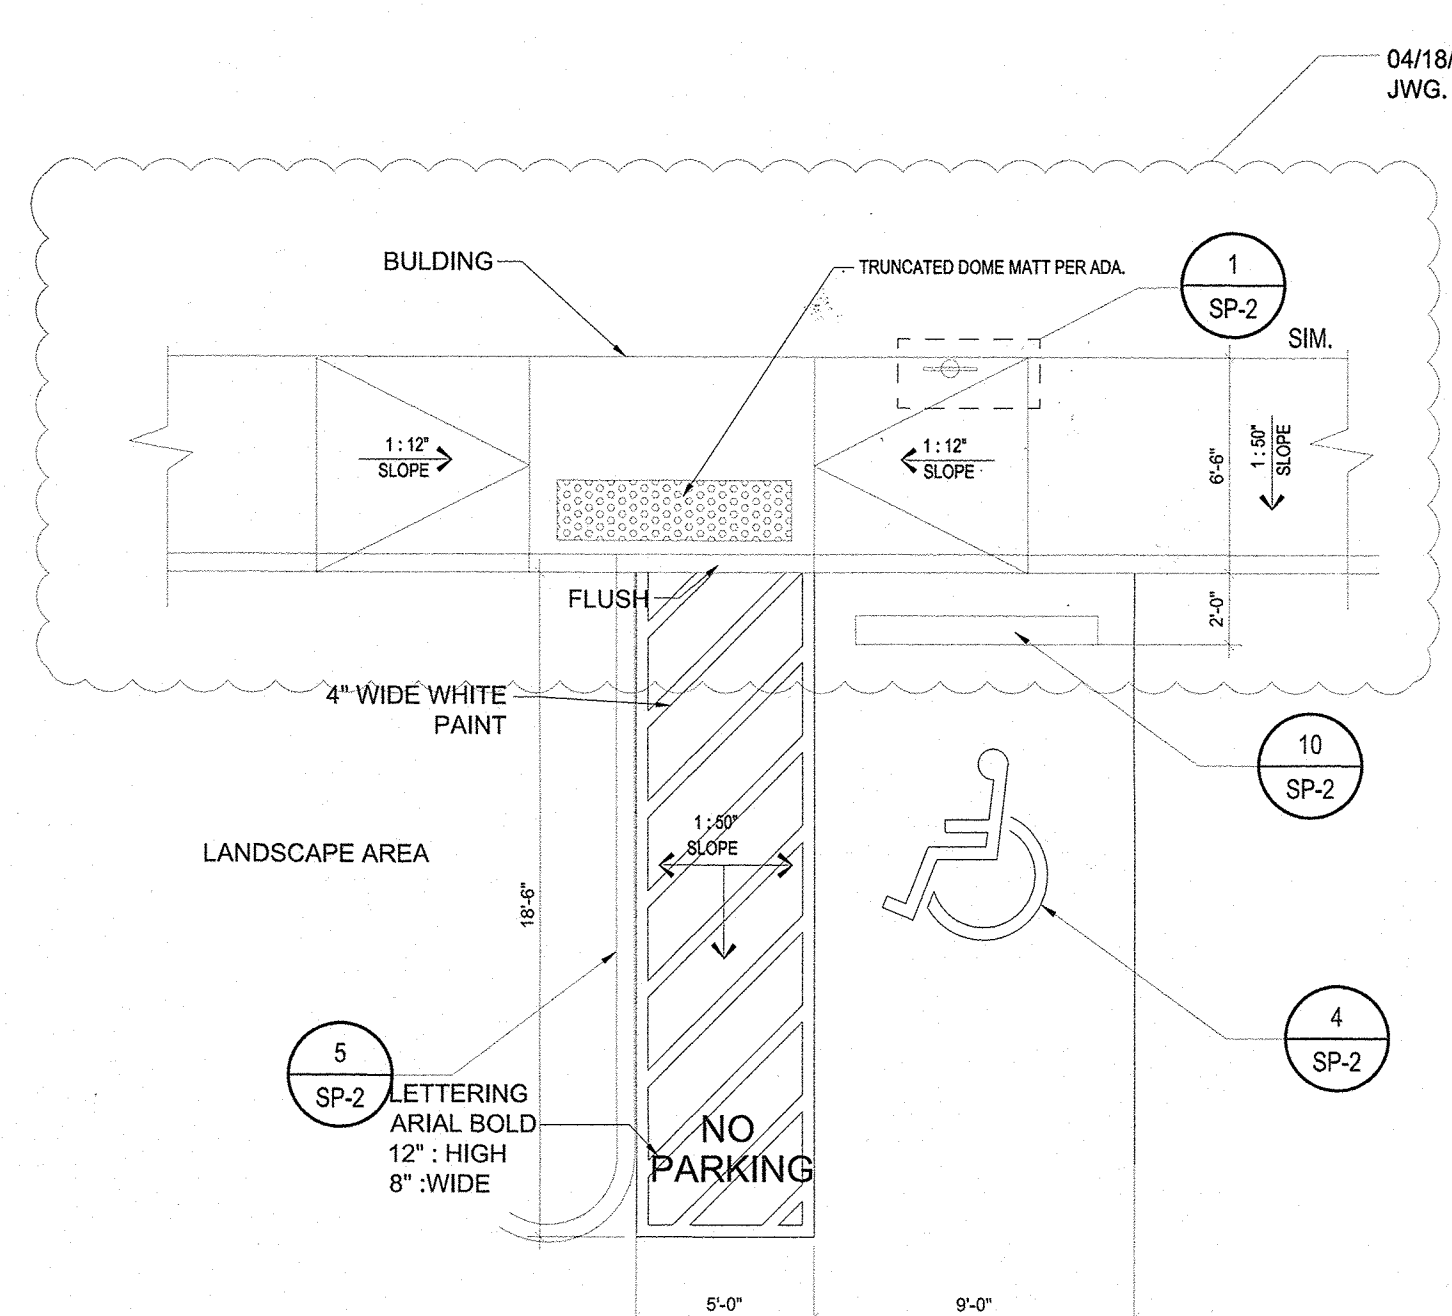 04/18/
JWG.
BULDING
TRUNCATED DOME MATT PER ADA.
1
SP-2
SIM.
1 : 12"
SLOPE
1 : 12"
SLOPE
6'-6"
1 : 50"
SLOPE
FLUSH
2'-0"
4" WIDE WHITE
PAINT
10
SP-2
1 : 50"
SLOPE
LANDSCAPE AREA
18'-6"
5
SP-2
4
SP-2
LETTERING
ARIAL BOLD
12" : HIGH
8" :WIDE
NO
PARKING
5'-0"
9'-0"